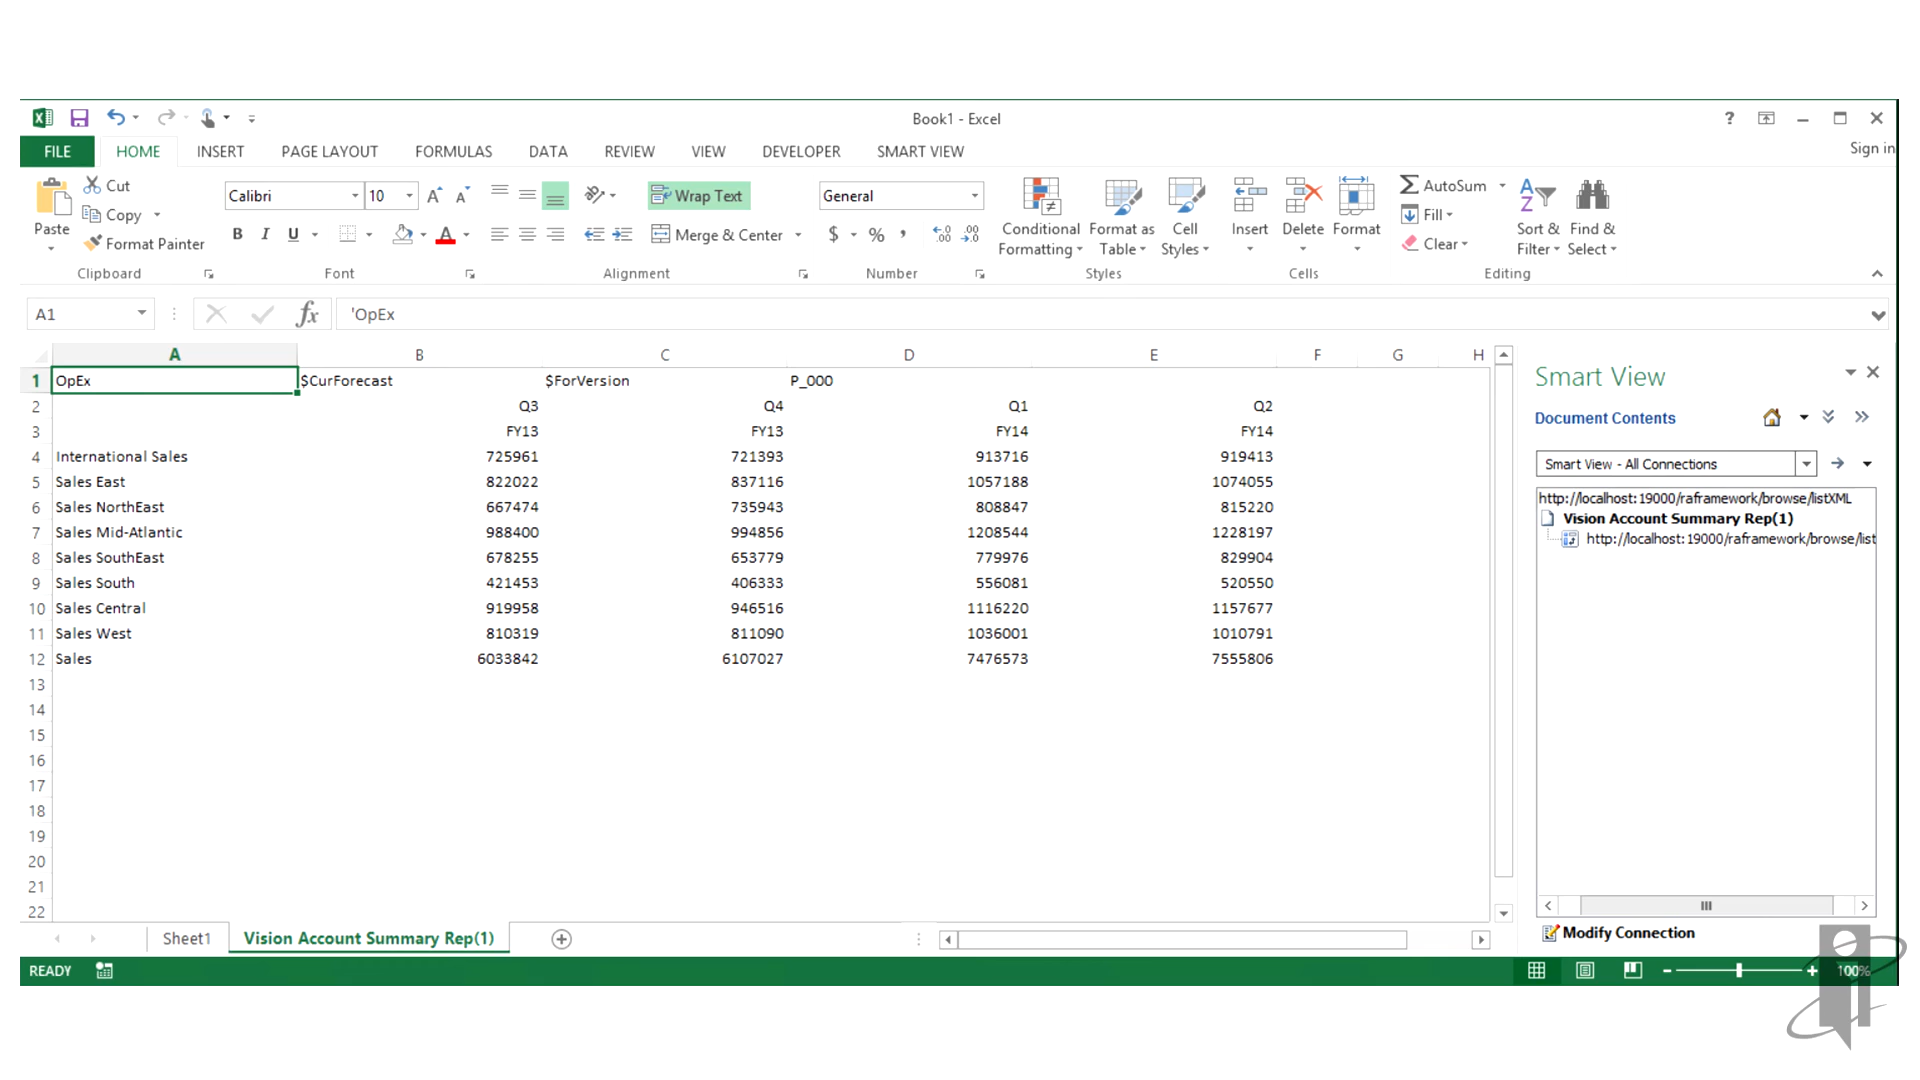 Book1 - Excel
?
FILE HOME INSERT PAGE LAYOUT FORMULAS DATA REVIEW VIEW DEVELOPER SMART VIEW
Sign in
Paste
Cut
Copy
Format Painter
Clipboard
Calibri 10
B I U
Font
Wrap Text
Merge & Center
Alignment
General
$ % ,
Number
Conditional Formatting
Format as Table
Cell Styles
Styles
Insert Delete Format
Cells
AutoSum
Fill
Clear
Sort & Filter
Find & Select
Editing
A1 fx 'OpEx
A B C D E F G H
1 OpEx $CurForecast $ForVersion P_000
2 Q3 Q4 Q1 Q2
3 FY13 FY13 FY14 FY14
4 International Sales 725961 721393 913716 919413
5 Sales East 822022 837116 1057188 1074055
6 Sales NorthEast 667474 735943 808847 815220
7 Sales Mid-Atlantic 988400 994856 1208544 1228197
8 Sales SouthEast 678255 653779 779976 829904
9 Sales South 421453 406333 556081 520550
10 Sales Central 919958 946516 1116220 1157677
11 Sales West 810319 811090 1036001 1010791
12 Sales 6033842 6107027 7476573 7555806
13
14
15
16
17
18
19
20
21
22
Smart View
Document Contents
Smart View - All Connections
http://localhost:19000/raframework/browse/listXML
Vision Account Summary Rep(1)
http://localhost:19000/raframework/browse/list
Modify Connection
Sheet1 Vision Account Summary Rep(1)
READY
100%